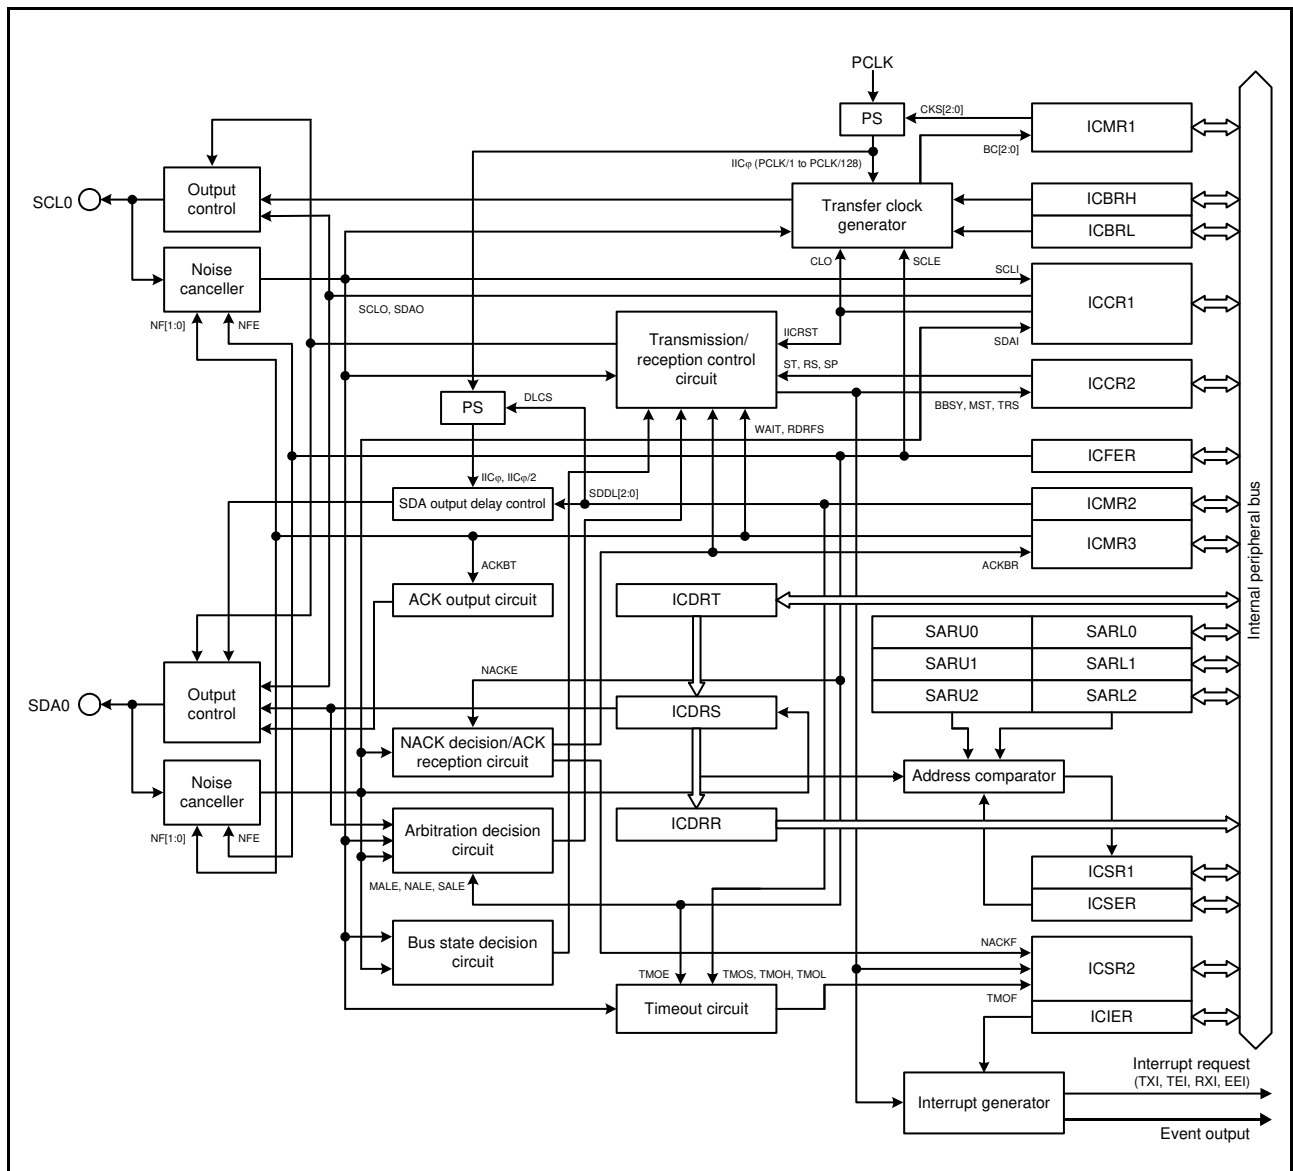 PCLK
PS
CKS[2:0]
ICMR1
BC[2:0]
IICφ (PCLK/1 to PCLK/128)
SCL0
Output
control
Transfer clock
generator
ICBRH
ICBRL
Noise
canceller
CLO
SCLE
SCLI
ICCR1
SCLO, SDAO
NF[1:0]
NFE
Transmission/
reception control
circuit
IICRST
SDAI
ST, RS, SP
ICCR2
BBSY, MST, TRS
PS
DLCS
WAIT, RDRFS
ICFER
IICφ, IICφ/2
SDA output delay control
SDDL[2:0]
ICMR2
ICMR3
ACKBR
ACKBT
ACK output circuit
ICDRT
Internal peripheral bus
SARU0
SARL0
SARU1
SARL1
SARU2
SARL2
NACKE
SDA0
Output
control
ICDRS
NACK decision/ACK
reception circuit
Address comparator
Noise
canceller
NF[1:0]
NFE
Arbitration decision
circuit
ICDRR
MALE, NALE, SALE
ICSR1
ICSER
Bus state decision
circuit
NACKF
ICSR2
TMOE
TMOS, TMOH, TMOL
TMOF
Timeout circuit
ICIER
Interrupt request
(TXI, TEI, RXI, EEI)
Interrupt generator
Event output